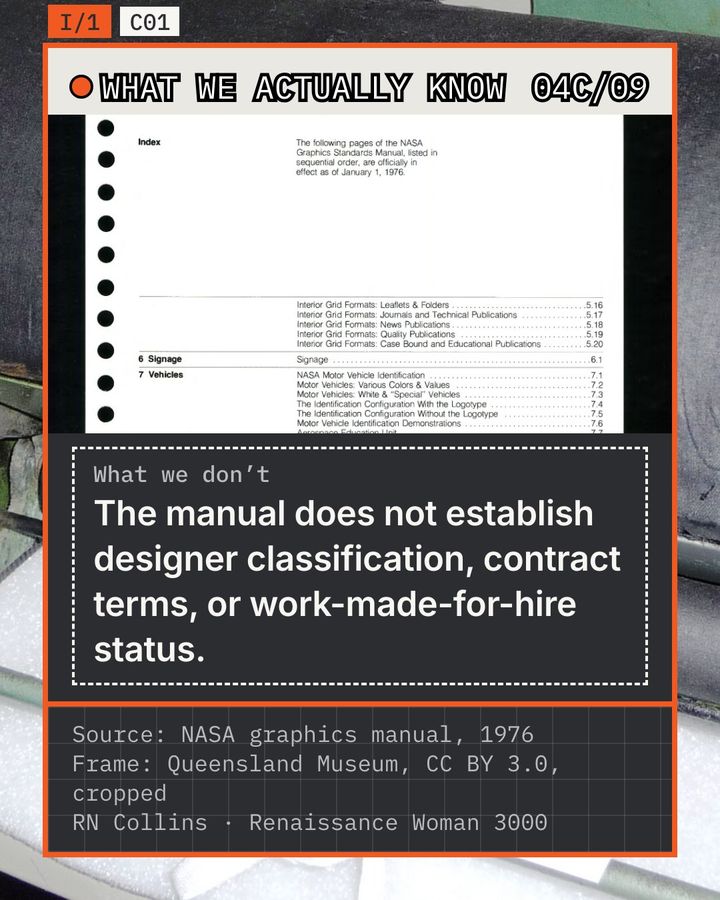 I/1 C01
WHAT WE ACTUALLY KNOW 04C/09
Index
The following pages of the NASA
Graphics Standards Manual, listed in
sequential order, are officially in
effect as of January 1, 1976.
Interior Grid Formats: Leaflets & Folders 5.16
Interior Grid Formats: Journals and Technical Publications 5.17
Interior Grid Formats: News Publications 5.18
Interior Grid Formats: Quality Publications 5.19
Interior Grid Formats: Case Bound and Educational Publications 5.20
6 Signage Signage 6.1
7 Vehicles NASA Motor Vehicle Identification 7.1
Motor Vehicles: Various Colors & Values 7.2
Motor Vehicles: White & "Special" Vehicles 7.3
The Identification Configuration With the Logotype 7.4
The Identification Configuration Without the Logotype 7.5
Motor Vehicle Identification Demonstrations 7.6
Aerospace Education Unit 7.7
What we don't
The manual does not establish
designer classification, contract
terms, or work-made-for-hire
status.
Source: NASA graphics manual, 1976
Frame: Queensland Museum, CC BY 3.0,
cropped
RN Collins · Renaissance Woman 3000